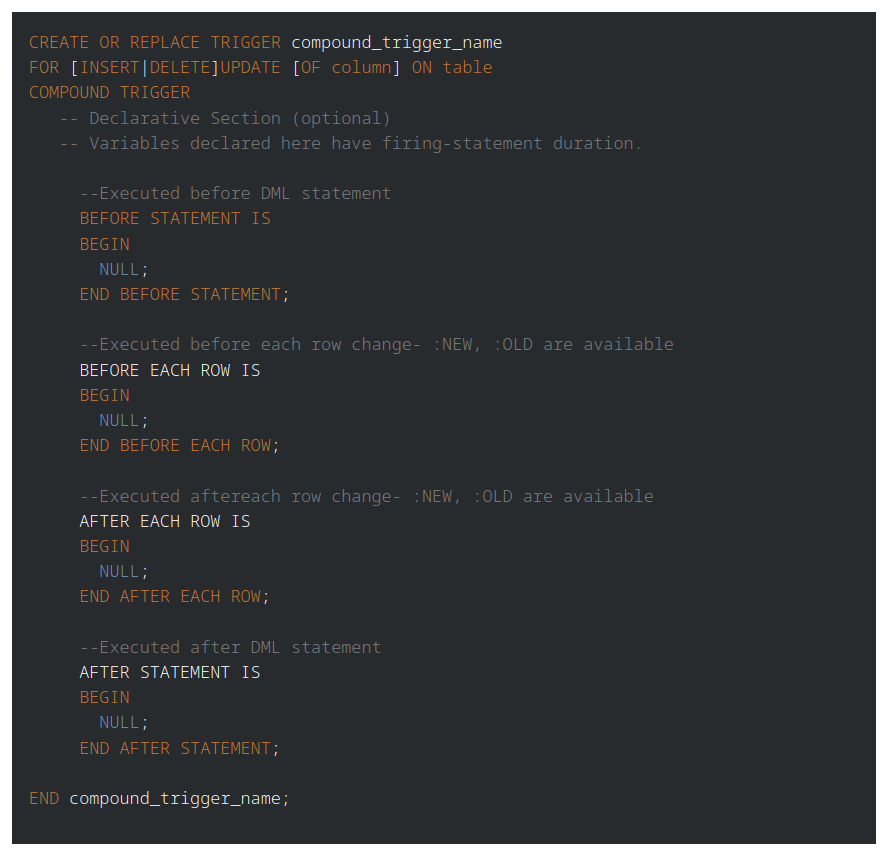 CREATE OR REPLACE TRIGGER compound_trigger_name
FOR [INSERT|DELETE]UPDATE [OF column] ON table
COMPOUND TRIGGER
-- Declarative Section (optional)
-- Variables declared here have firing-statement duration.
--Executed before DML statement
BEFORE STATEMENT IS
BEGIN
NULL;
END BEFORE STATEMENT;
--Executed before each row change- :NEW, :OLD are available
BEFORE EACH ROW IS
BEGIN
NULL;
END BEFORE EACH ROW;
--Executed aftereach row change- :NEW, :OLD are available
AFTER EACH ROW IS
BEGIN
NULL;
END AFTER EACH ROW;
--Executed after DML statement
AFTER STATEMENT IS
BEGIN
NULL;
END AFTER STATEMENT;
END compound_trigger_name;